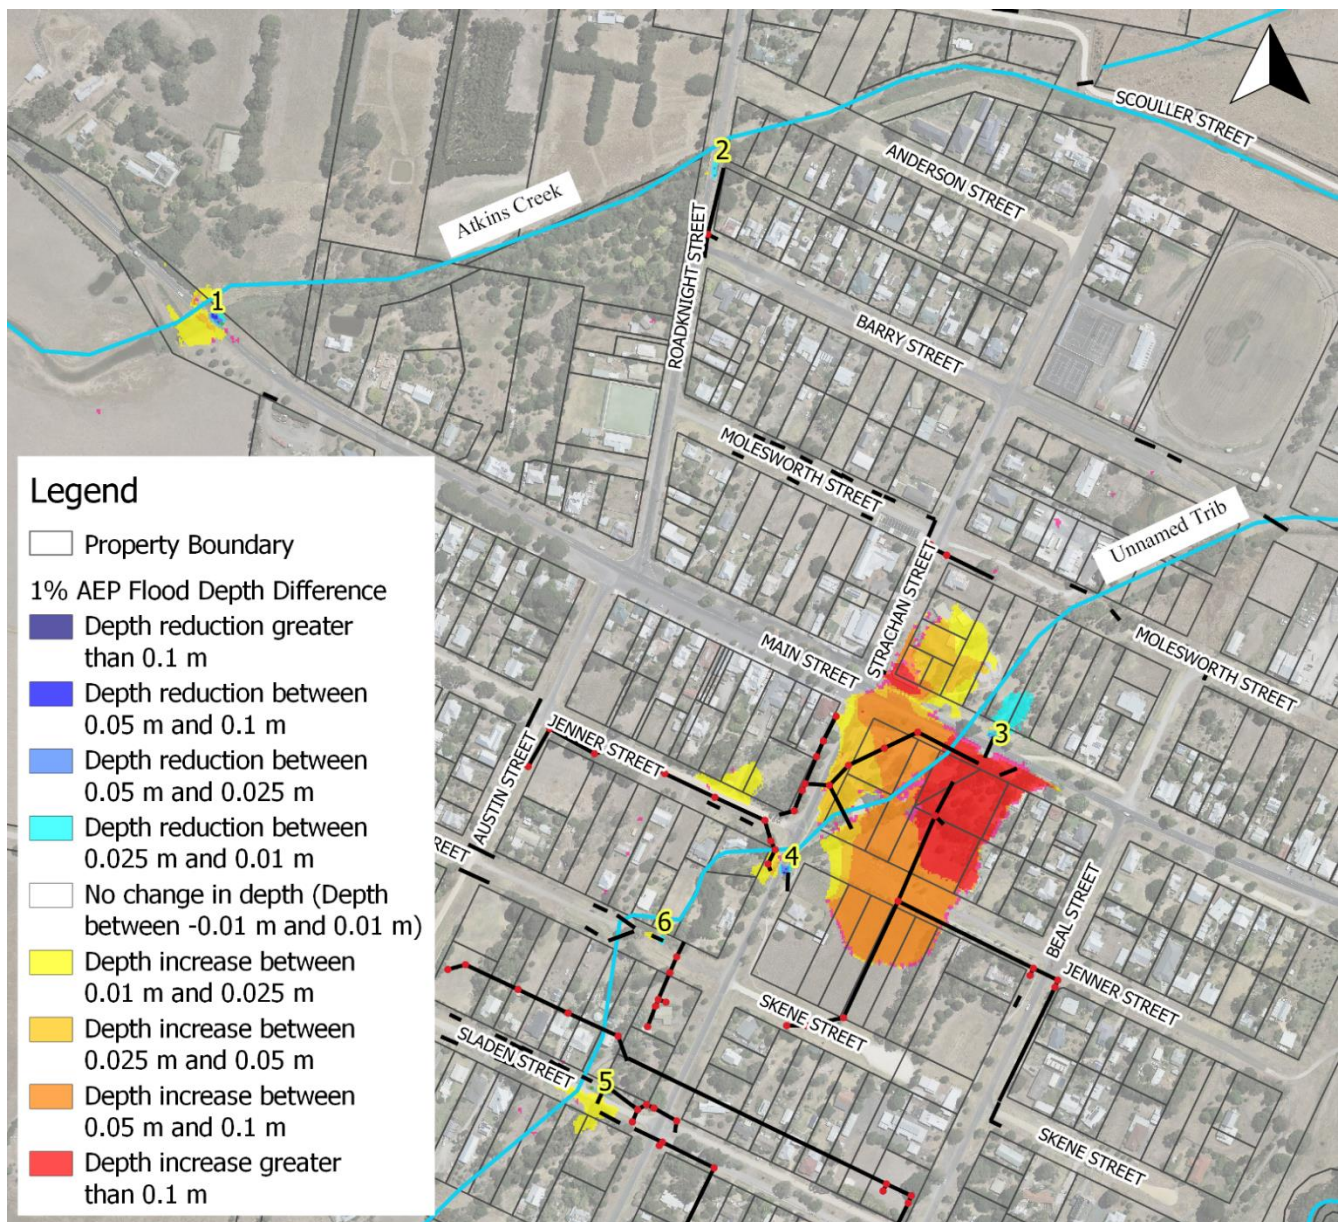 SCOULLER STREET
2
ANDERSON STREET
Atkins Creek
ROADKNIGHT STREET
1
BARRY STREET
MOLESWORTH STREET
Unnamed Trib
STRACHAN STREET
MOLESWORTH STREET
MAIN STREET
3
JENNER STREET
AUSTIN STREET
4
REET
6
BEAL STREET
JENNER STREET
SKENE STREET
SLADEN STREET
5
SKENE STREET
Legend
Property Boundary
1% AEP Flood Depth Difference
Depth reduction greater
than 0.1 m
Depth reduction between
0.05 m and 0.1 m
Depth reduction between
0.05 m and 0.025 m
Depth reduction between
0.025 m and 0.01 m
No change in depth (Depth
between -0.01 m and 0.01 m)
Depth increase between
0.01 m and 0.025 m
Depth increase between
0.025 m and 0.05 m
Depth increase between
0.05 m and 0.1 m
Depth increase greater
than 0.1 m